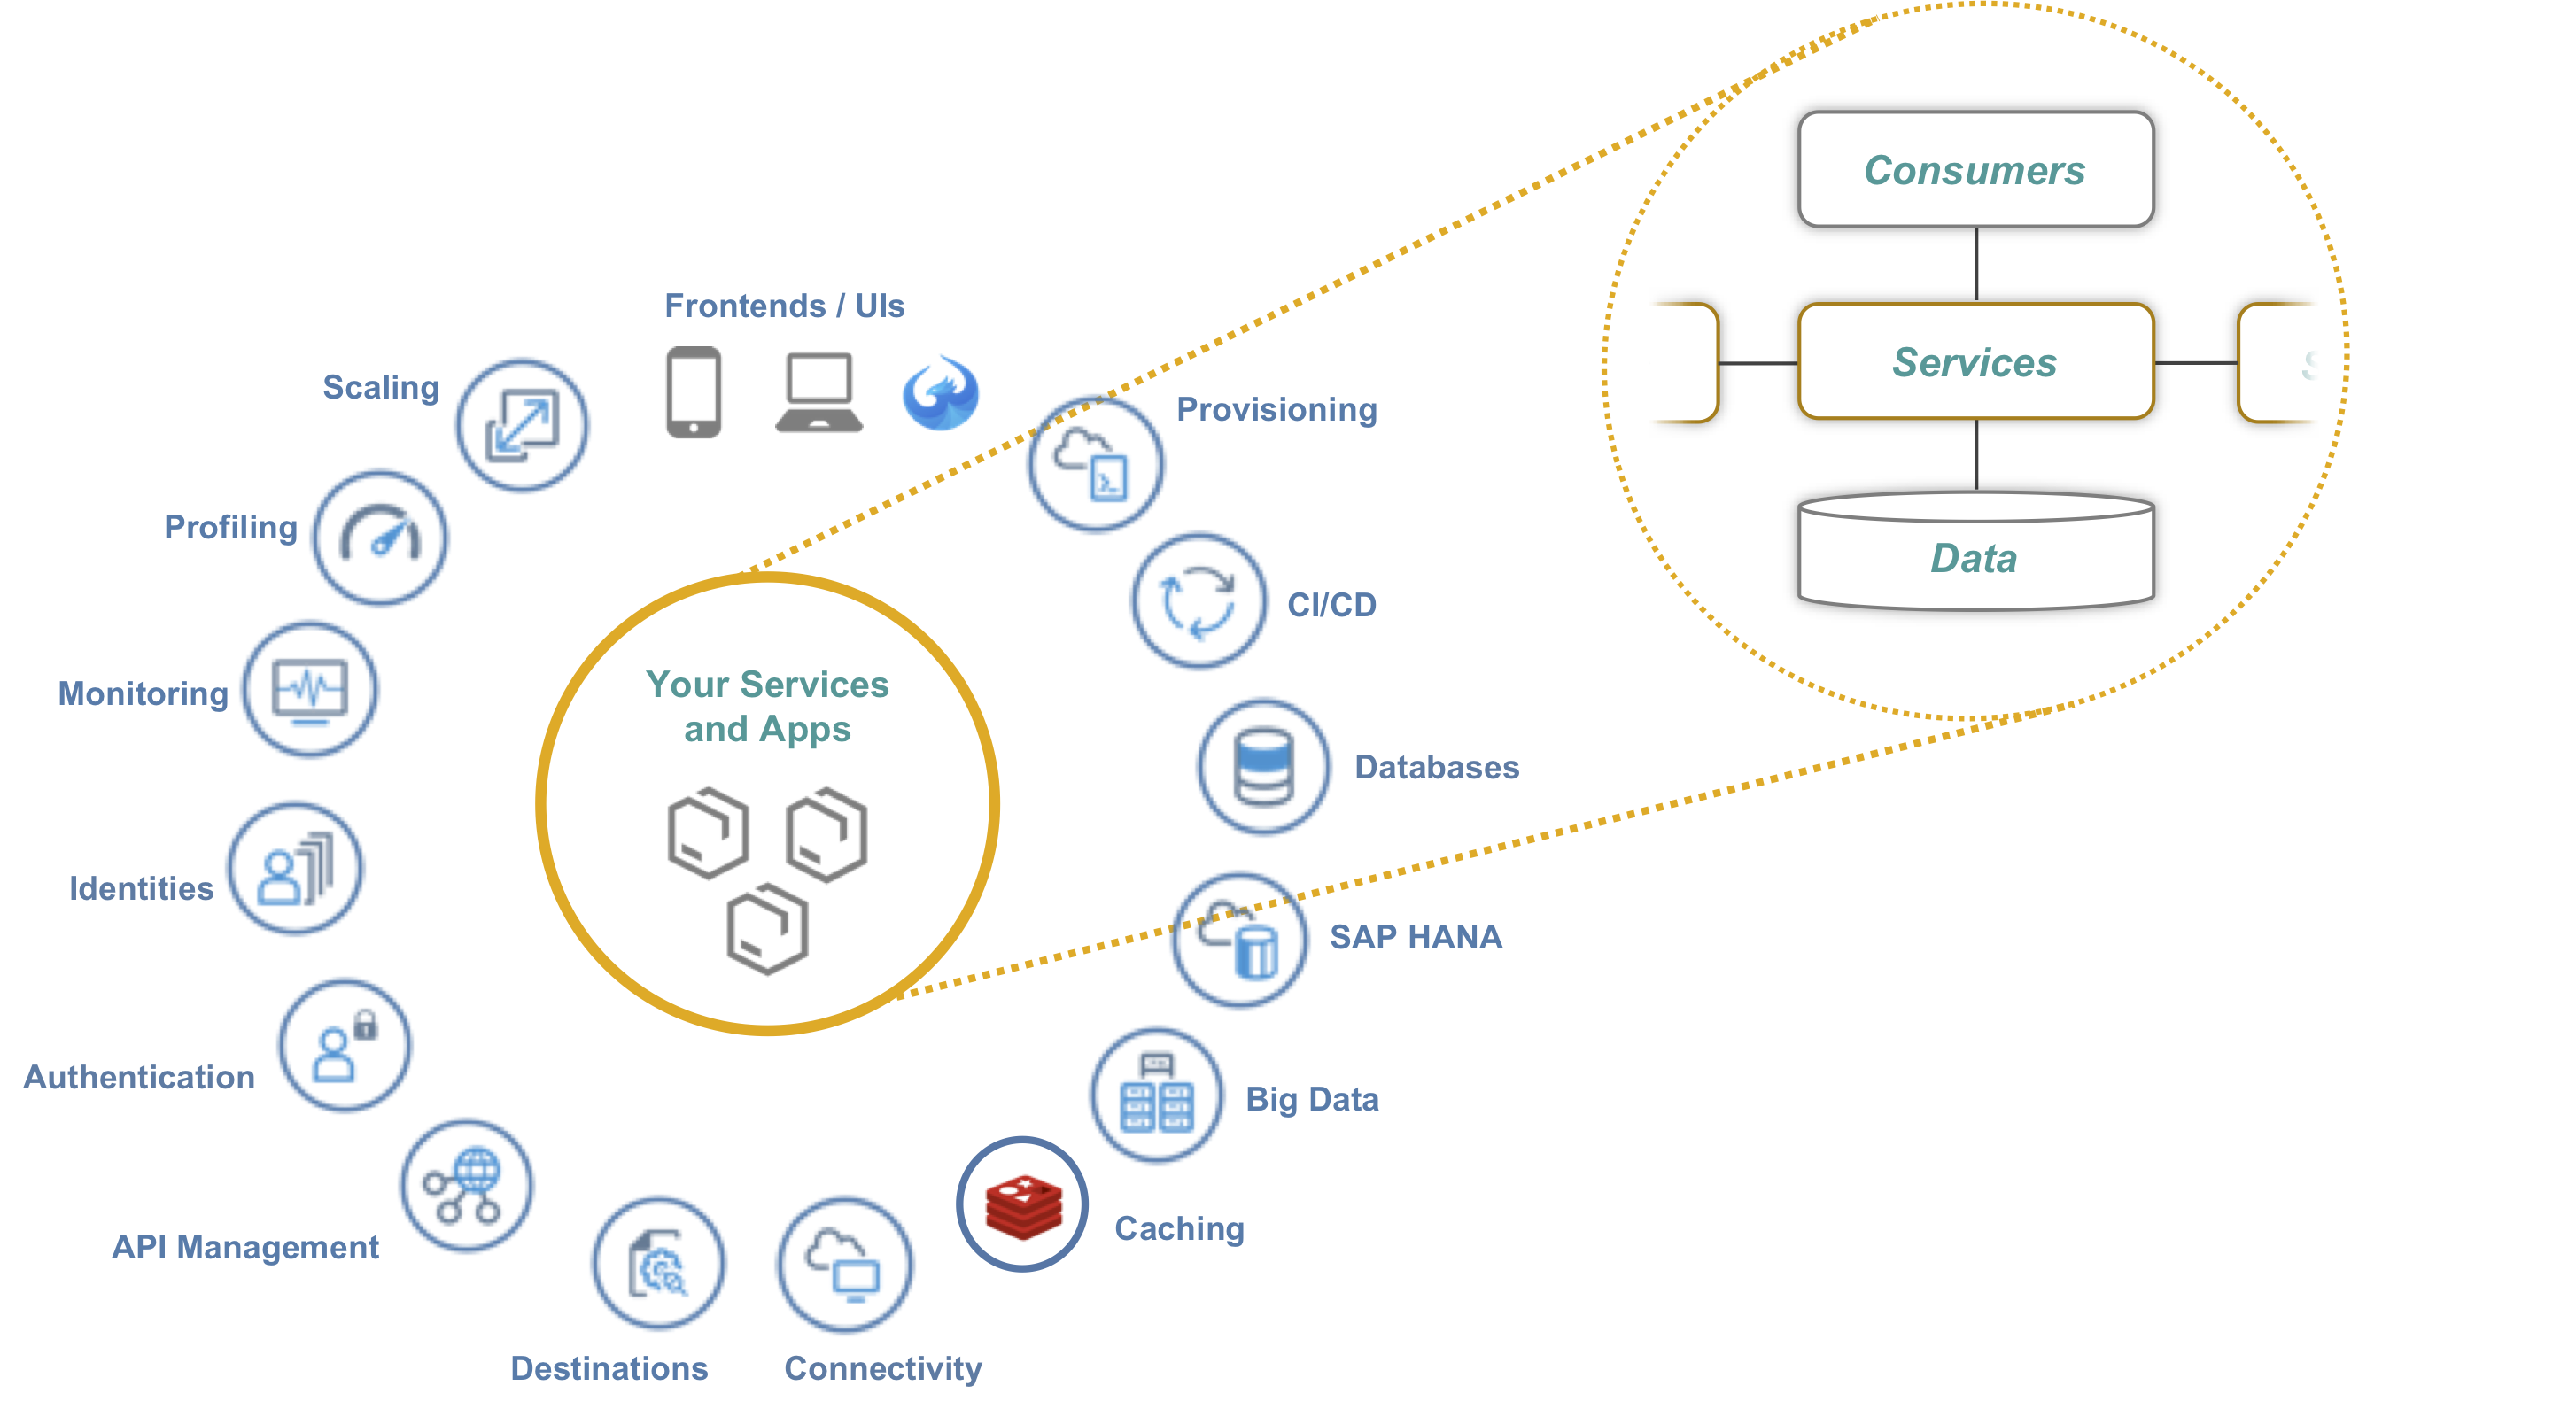 Consumers
Services
Data
Frontends / UIs
Scaling
Provisioning
Profiling
CI/CD
Monitoring
Your Services
and Apps
Databases
Identities
SAP HANA
Authentication
Big Data
API Management
Caching
Destinations
Connectivity